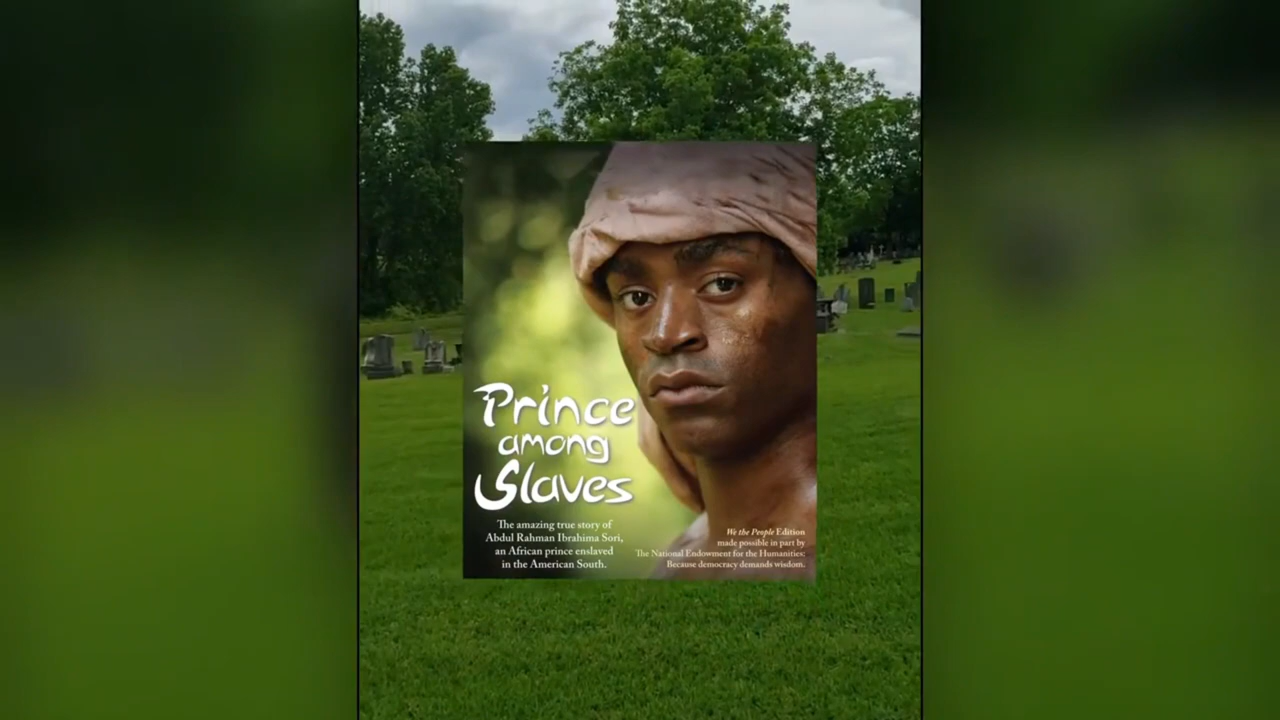 Prince
among
Slaves
The amazing true story of
Abdul Rahman Ibrahima Sori,
an African prince enslaved
in the American South.
We the People Edition
made possible in part by
The National Endowment for the Humanities:
Because democracy demands wisdom.